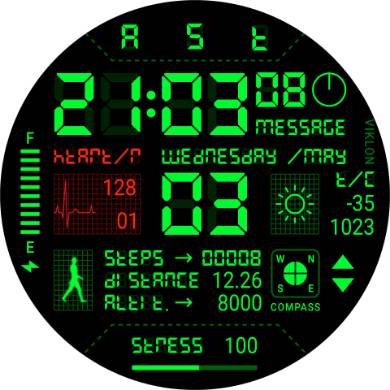 A S t
21:03 08
MESSAGE
VIKLON
F
hEART/M WEdNESdAY /MAY
128
01
03
t/C
-35
1023
E
StEPS → 00008
diStANCE 12.26
ALtit. → 8000
W N
S E
COMPASS
StRESS 100